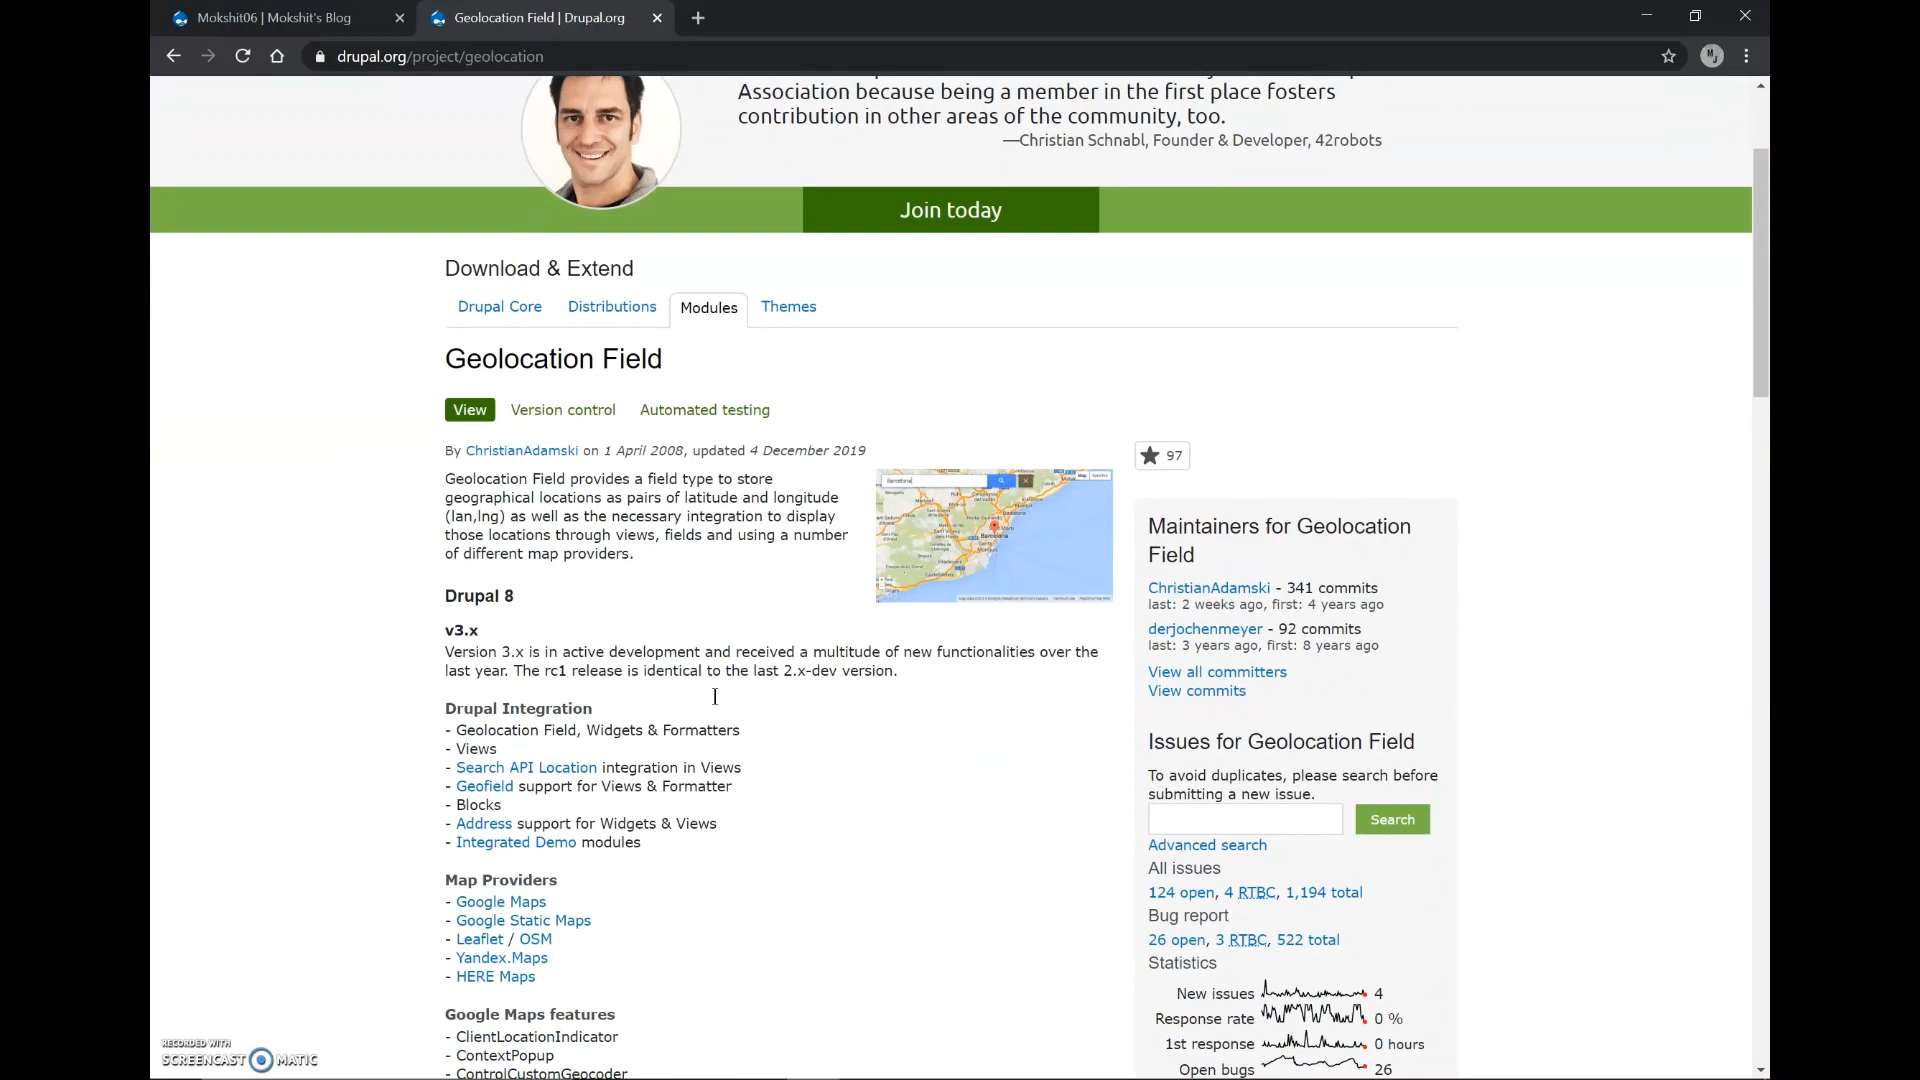 Mokshit06 | Mokshit's Blog
Geolocation Field | Drupal.org
drupal.org/project/geolocation
MJ
Association because being a member in the first place fosters
contribution in other areas of the community, too.
—Christian Schnabl, Founder & Developer, 42robots
Join today
Download & Extend
Drupal Core Distributions Modules Themes
Geolocation Field
View Version control Automated testing
By ChristianAdamski on 1 April 2008, updated 4 December 2019
Geolocation Field provides a field type to store
geographical locations as pairs of latitude and longitude
(lan,lng) as well as the necessary integration to display
those locations through views, fields and using a number
of different map providers.
Barcelona
Map
Barcelona
Drupal 8
v3.x
Version 3.x is in active development and received a multitude of new functionalities over the
last year. The rc1 release is identical to the last 2.x-dev version.
Drupal Integration
- Geolocation Field, Widgets & Formatters
- Views
- Search API Location integration in Views
- Geofield support for Views & Formatter
- Blocks
- Address support for Widgets & Views
- Integrated Demo modules
Map Providers
- Google Maps
- Google Static Maps
- Leaflet / OSM
- Yandex.Maps
- HERE Maps
Google Maps features
- ClientLocationIndicator
- ContextPopup
- ControlCustomGeocoder
97
Maintainers for Geolocation
Field
ChristianAdamski - 341 commits
last: 2 weeks ago, first: 4 years ago
derjochenmeyer - 92 commits
last: 3 years ago, first: 8 years ago
View all committers
View commits
Issues for Geolocation Field
To avoid duplicates, please search before
submitting a new issue.
Search
Advanced search
All issues
124 open, 4 RTBC, 1,194 total
Bug report
26 open, 3 RTBC, 522 total
Statistics
New issues 4
Response rate 0 %
1st response 0 hours
Open bugs 26
RECORDED WITH
SCREENCAST MATIC